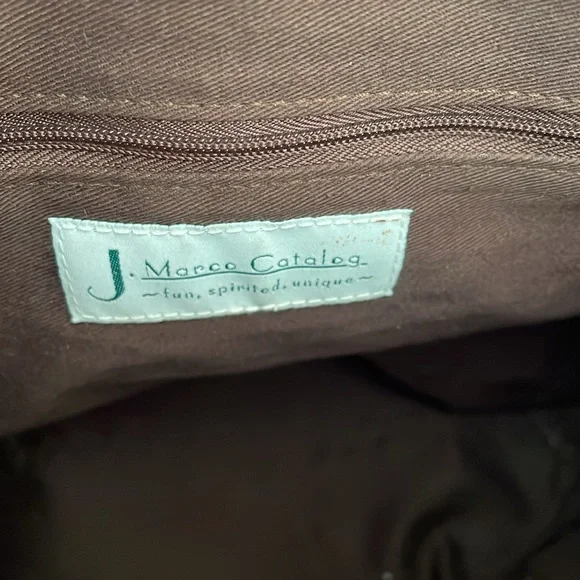 J. Marco Catalog
~fun, spirited, unique~